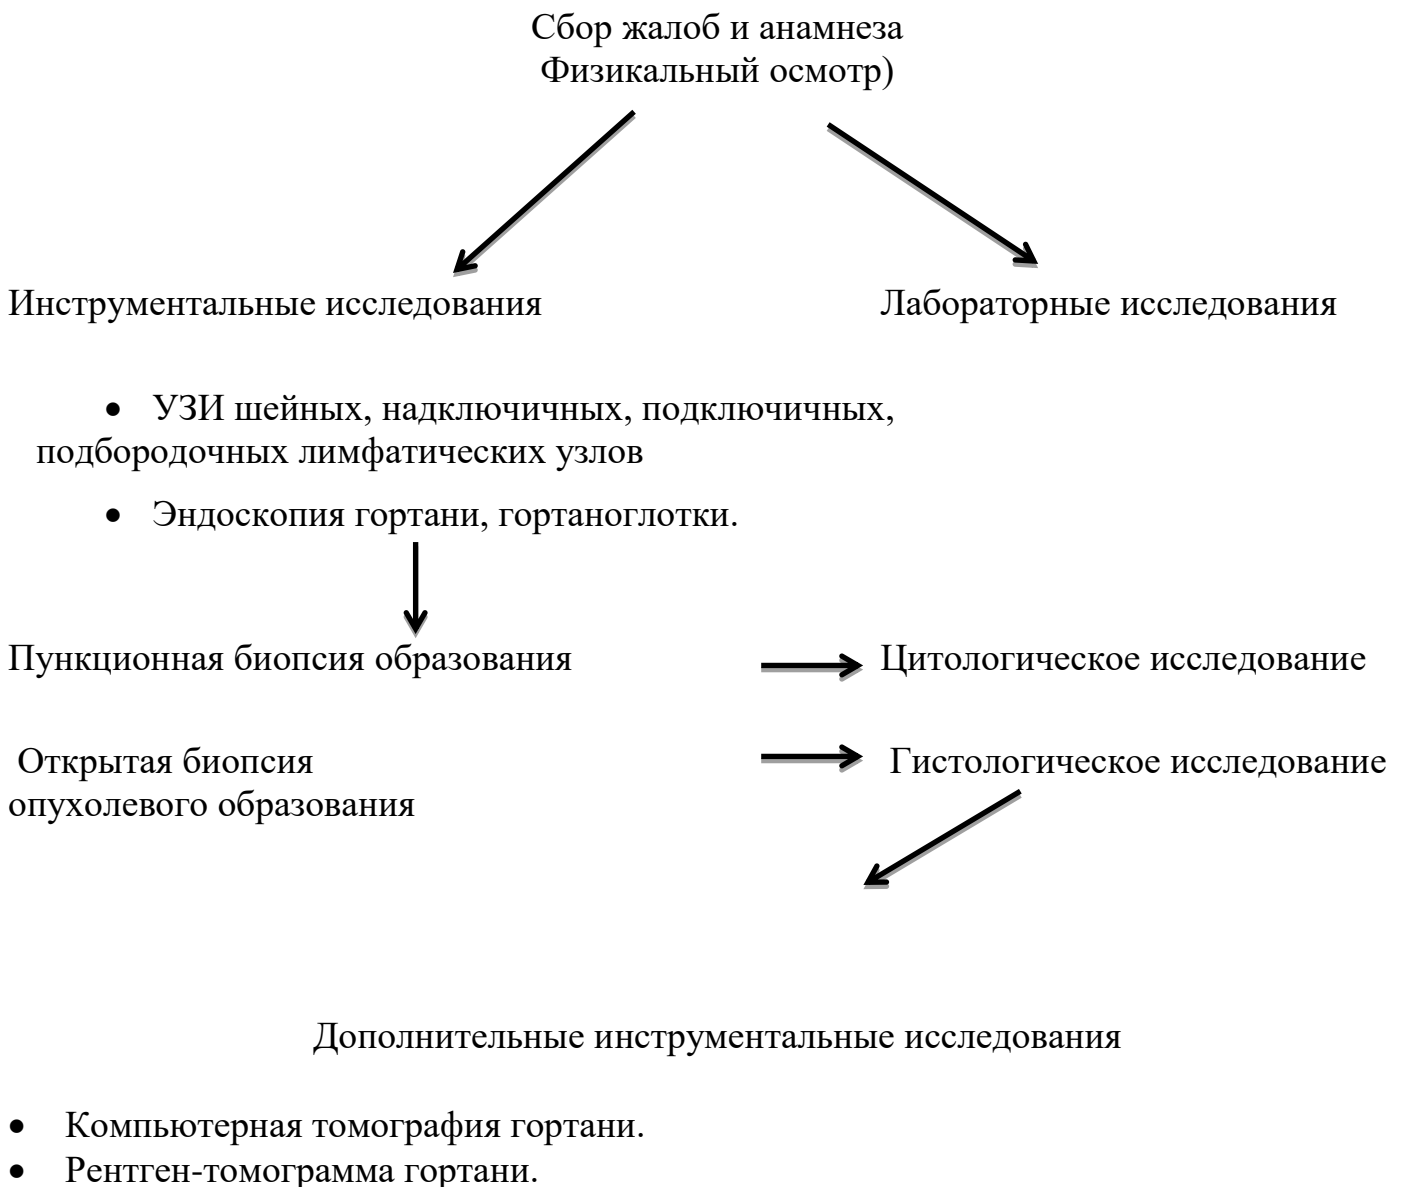 Сбор жалоб и анамнеза
Физикальный осмотр)
Инструментальные исследования
Лабораторные исследования
• УЗИ шейных, надключичных, подключичных,
подбородочных лимфатических узлов
• Эндоскопия гортани, гортаноглотки.
Пункционная биопсия образования
Цитологическое исследование
Открытая биопсия
опухолевого образования
Гистологическое исследование
Дополнительные инструментальные исследования
• Компьютерная томография гортани.
• Рентген-томограмма гортани.